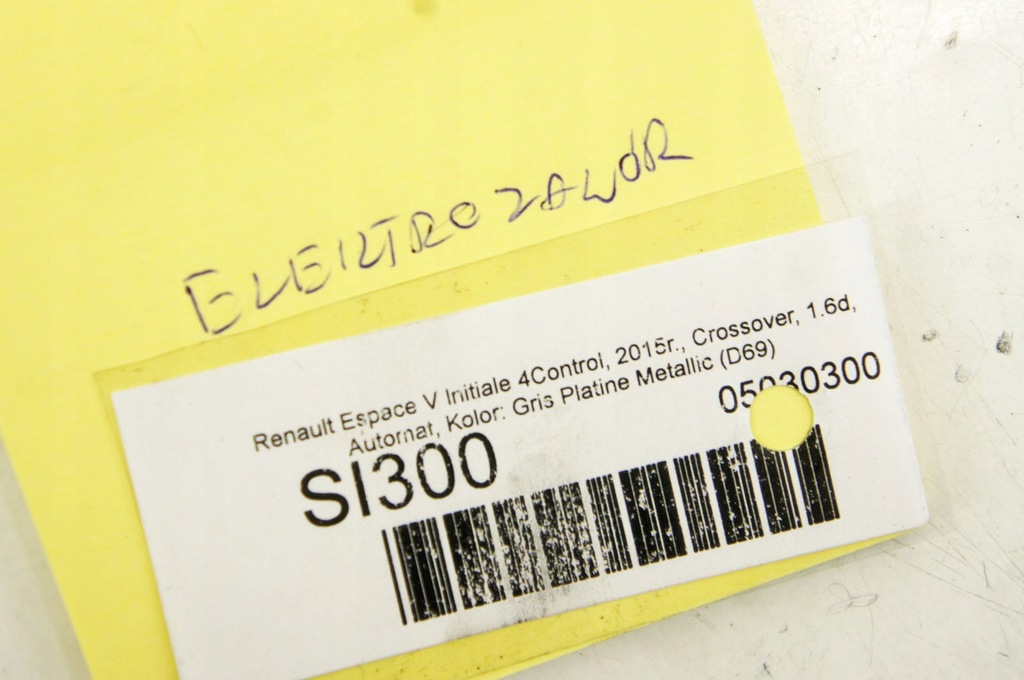 ELEKTROZAWÓR
Renault Espace V Initiale 4Control, 2015r., Crossover, 1.6d,
Automat, Kolor: Gris Platine Metallic (D69)
05030300
SI300